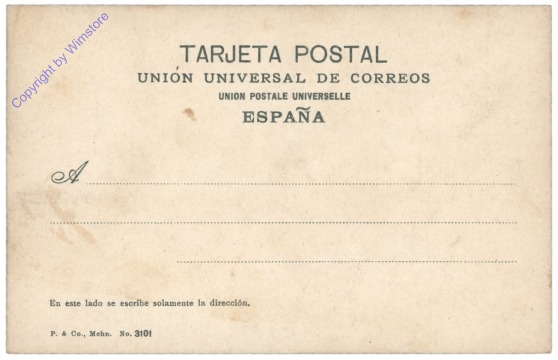 Copyright by Wimstore
TARJETA POSTAL
UNIÓN UNIVERSAL DE CORREOS
UNION POSTALE UNIVERSELLE
ESPAÑA
A
En este lado se escribe solamente la dirección.
P. & Co., Mchn. No. 3101